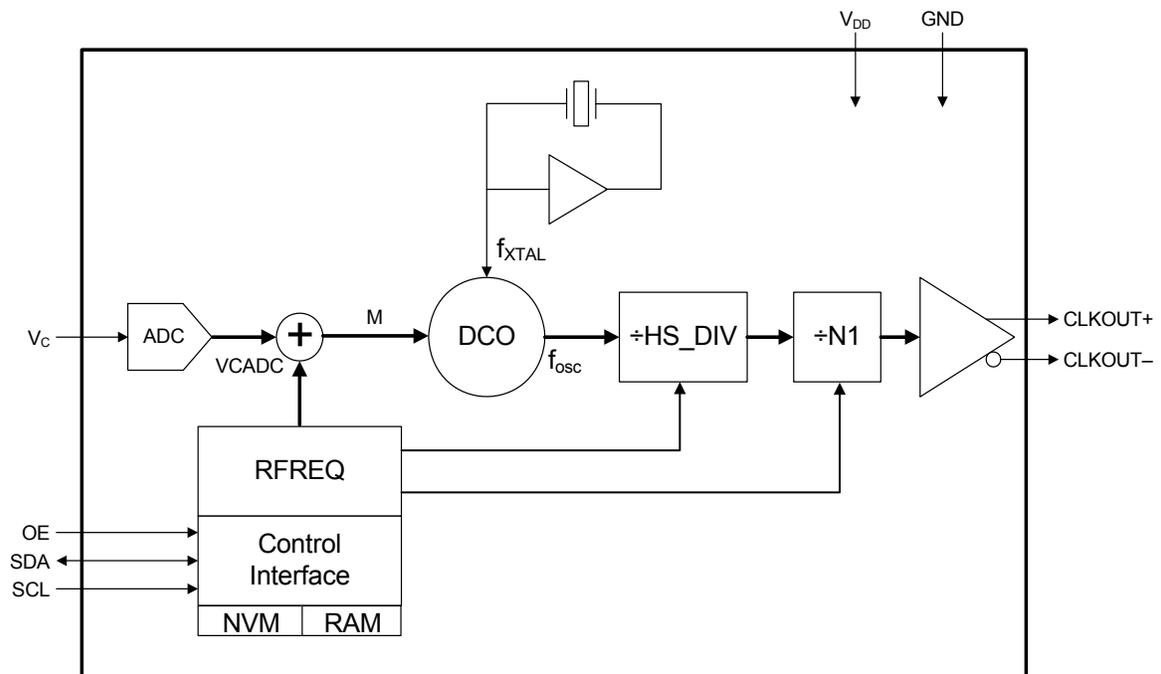 VDD
GND
fXTAL
VC
ADC
VCADC
+
M
DCO
fosc
÷HS_DIV
÷N1
CLKOUT+
CLKOUT–
RFREQ
OE
SDA
SCL
Control
Interface
NVM
RAM